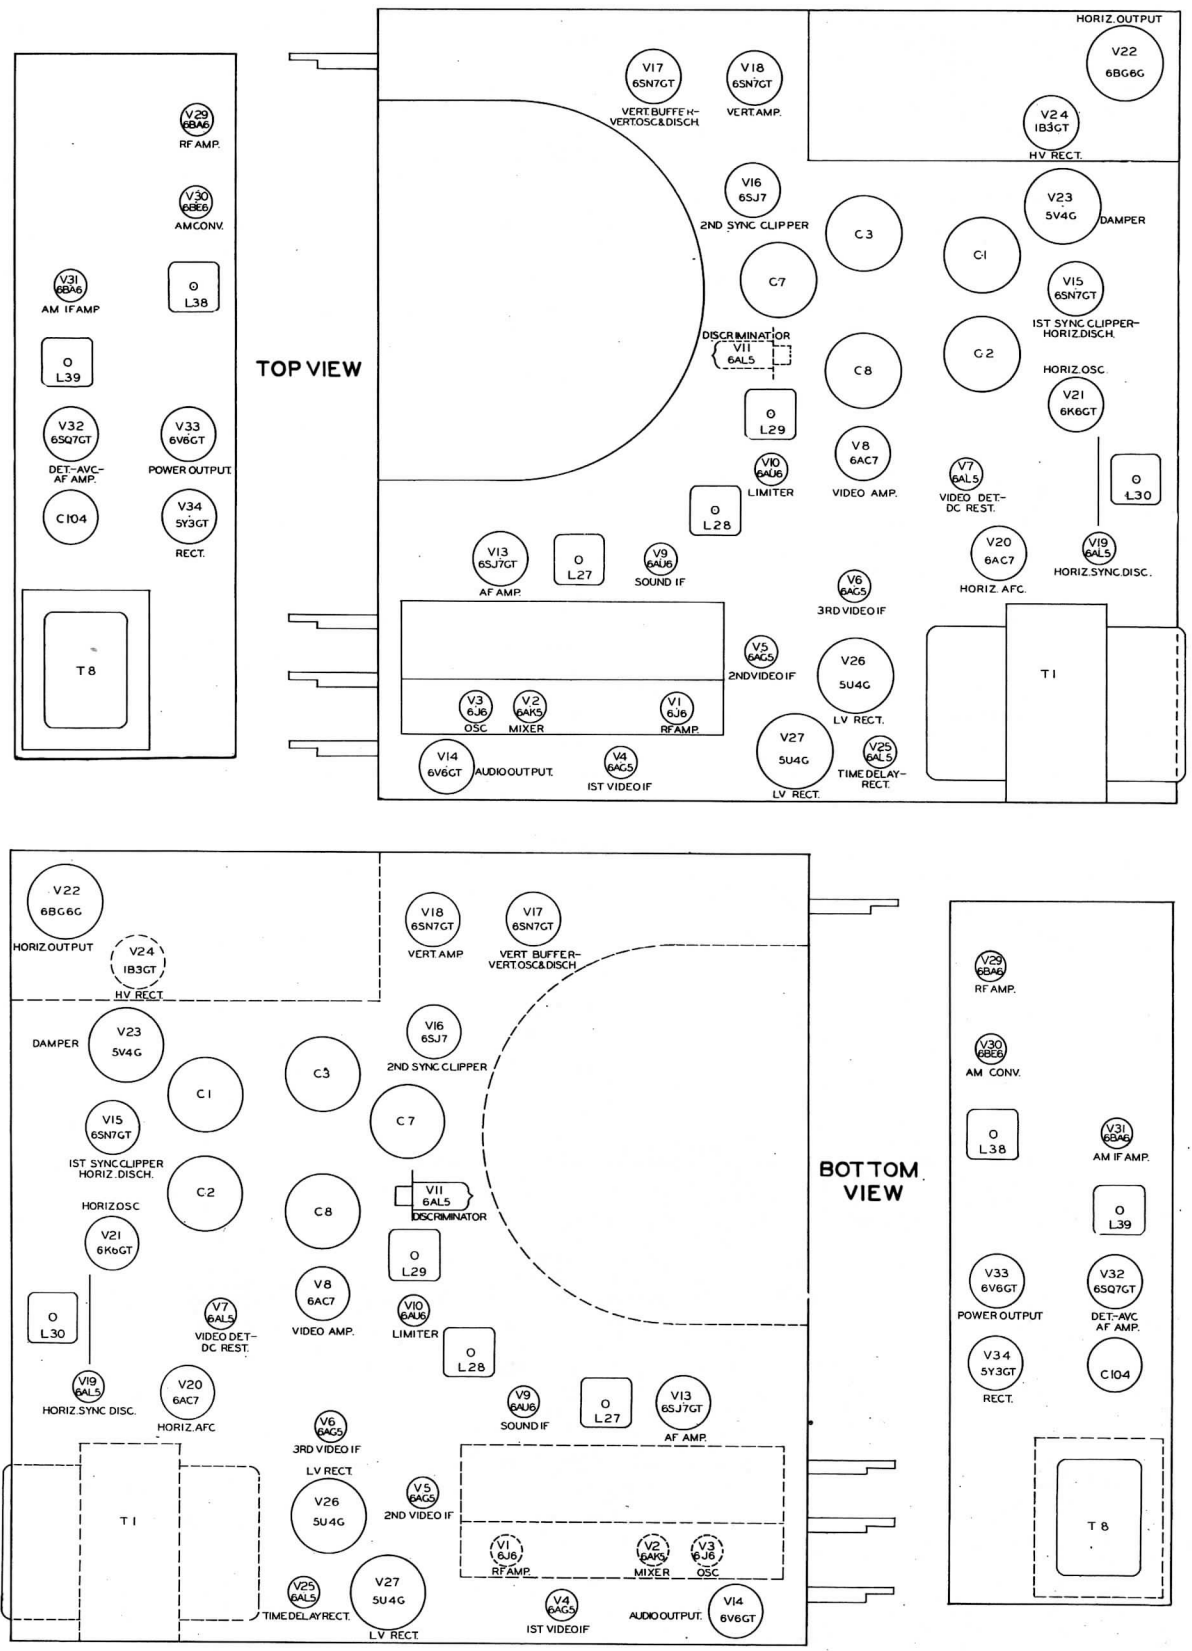 V29
6BA6
RF AMP.
V30
6BE6
AM CONV.
V31
6BA6
AM IF AMP
L38
L39
V32
6SQ7GT
DET.-AVC-
AF AMP.
V33
6V6GT
POWER OUTPUT.
C104
V34
5Y3GT
RECT.
T8
TOP VIEW
HORIZ. OUTPUT
V22
6BG6G
V17
6SN7GT
VERT. BUFFER-
VERT.OSC&DISCH.
V18
6SN7GT
VERT.AMP.
V24
1B3GT
HV RECT.
V16
6SJ7
2ND SYNC CLIPPER
C3
V23
5V4G
DAMPER
C1
C7
V15
6SN7GT
1ST SYNC CLIPPER-
HORIZ.DISCH.
DISCRIMINATOR
V11
6AL5
C8
C2
HORIZ.OSC.
V21
6K6GT
L29
V8
6AC7
VIDEO AMP.
V10
6AU6
LIMITER
V7
6AL5
VIDEO DET.-
DC REST.
L30
L28
V13
6SJ7GT
AF AMP.
L27
V9
6AU6
SOUND IF
V20
6AC7
HORIZ. AFC.
V19
6AL5
HORIZ.SYNC.DISC.
V6
6AG5
3RD VIDEO IF
V5
6AG5
2ND VIDEO IF
V26
5U4G
LV RECT.
T1
V3
6J6
OSC
V2
6AK5
MIXER
V1
6J6
RF AMP.
V14
6V6GT
AUDIO OUTPUT.
V4
6AG5
1ST VIDEO IF
V27
5U4G
LV RECT.
V25
6AL5
TIME DELAY-
RECT.
V22
6BG6G
HORIZ.OUTPUT
V24
1B3GT
HV RECT.
V18
6SN7GT
VERT.AMP
V17
6SN7GT
VERT BUFFER-
VERT.OSC&DISCH
DAMPER
V23
5V4G
V16
6SJ7
2ND SYNC CLIPPER
C3
C1
C7
V15
6SN7GT
1ST SYNC CLIPPER
HORIZ. DISCH.
V11
6AL5
DISCRIMINATOR
C2
C8
HORIZ.OSC
V21
6K6GT
L29
L30
V7
6AL5
VIDEO DET-
DC REST.
V8
6AC7
VIDEO AMP.
V10
6AU6
LIMITER
L28
V19
6AL5
HORIZ.SYNC DISC.
V20
6AC7
HORIZ.AFC
V9
6AU6
SOUND IF
L27
V13
6SJ7GT
AF AMP.
V6
6AG5
3RD VIDEO IF
LV RECT.
V26
5U4G
V5
6AG5
2ND VIDEO IF
T1
V1
6J6
RF AMP.
V2
6AK5
MIXER
V3
6J6
OSC
V25
6AL5
TIME DELAY RECT.
V27
5U4G
LV RECT.
V4
6AG5
1ST VIDEO IF
AUDIO OUTPUT.
V14
6V6GT
BOTTOM
VIEW
V29
6BA6
RF AMP.
V30
6BE6
AM CONV.
L38
V31
6BA6
AM IF AMP.
L39
V33
6V6GT
POWER OUTPUT
V32
6SQ7GT
DET.-AVC
AF AMP.
V34
5Y3GT
RECT.
C104
T8